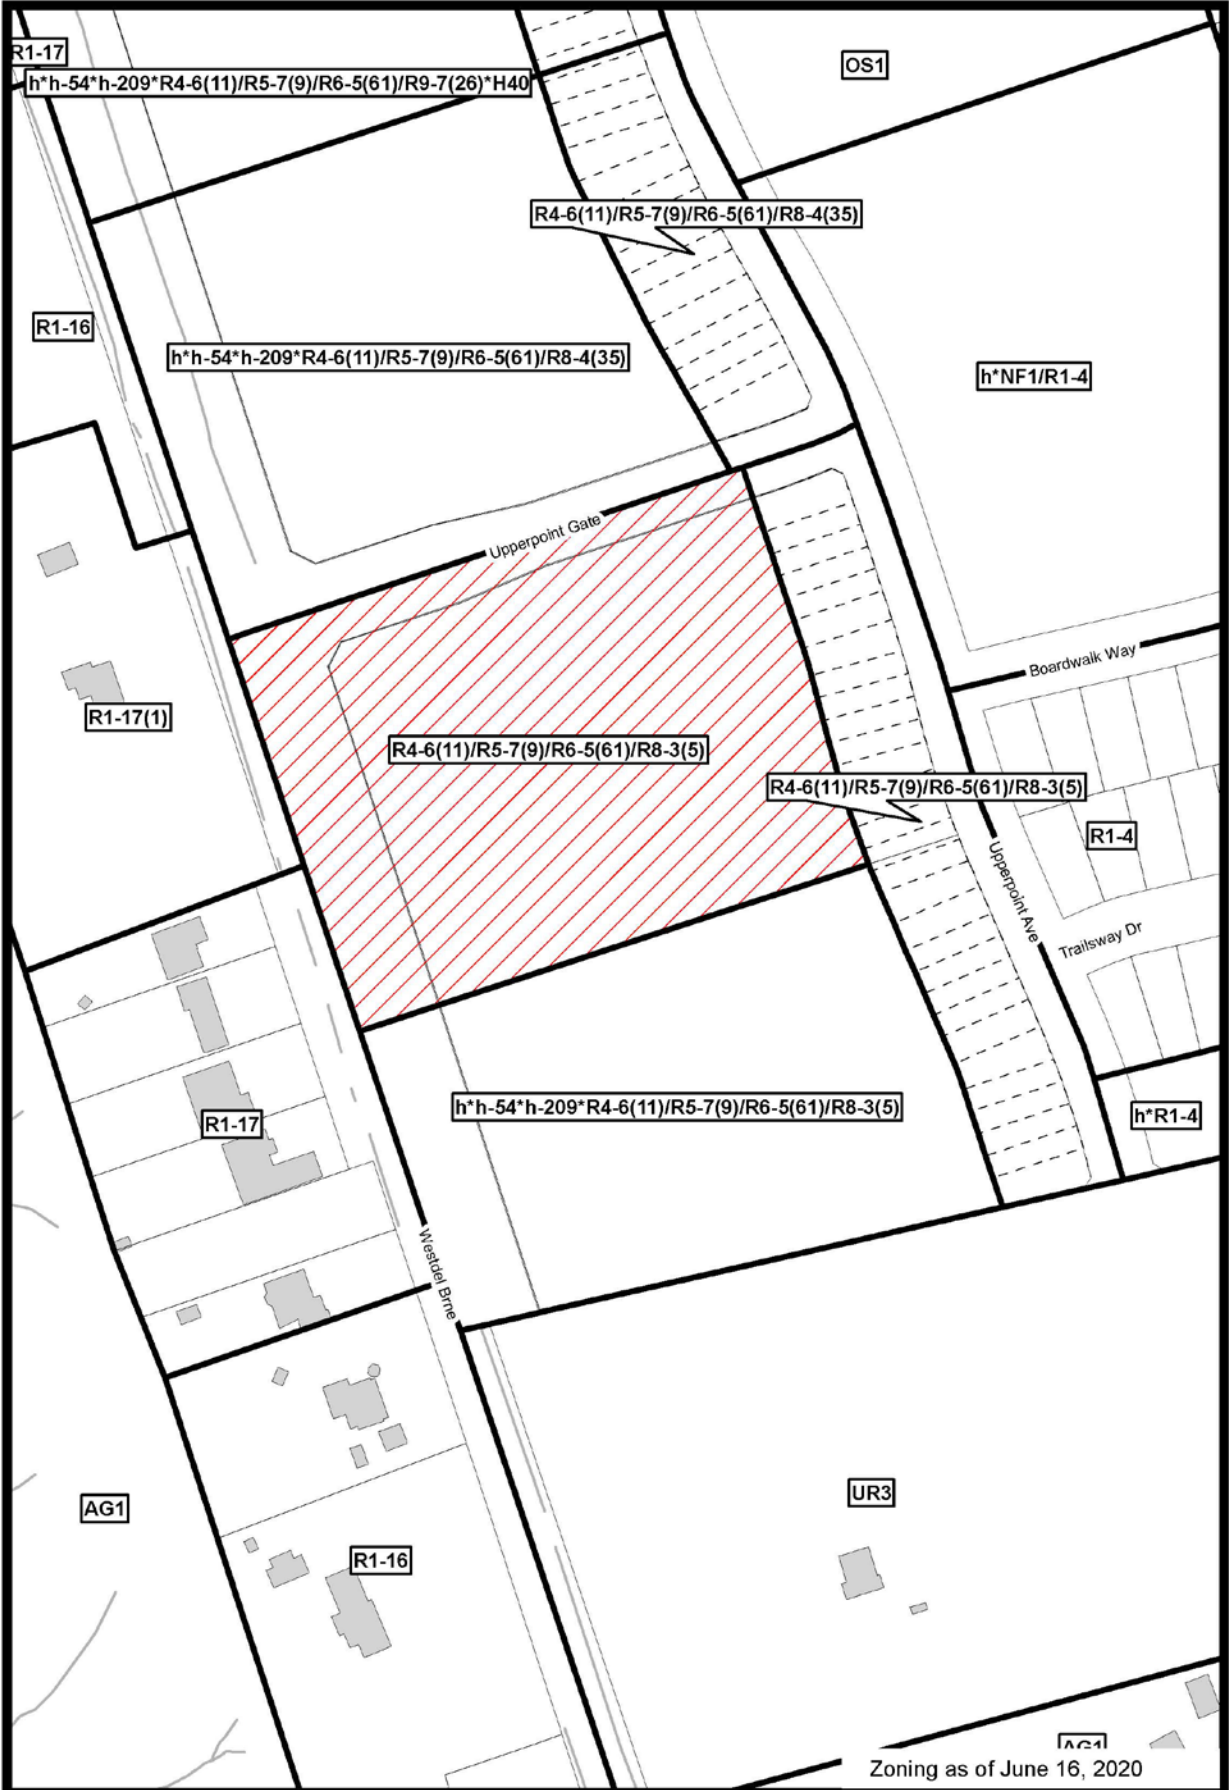 R1-17
h*h-54*h-209*R4-6(11)/R5-7(9)/R6-5(61)/R9-7(26)*H40
OS1
R4-6(11)/R5-7(9)/R6-5(61)/R8-4(35)
R1-16
h*h-54*h-209*R4-6(11)/R5-7(9)/R6-5(61)/R8-4(35)
h*NF1/R1-4
Upperpoint Gate
Boardwalk Way
R1-17(1)
R4-6(11)/R5-7(9)/R6-5(61)/R8-3(5)
R4-6(11)/R5-7(9)/R6-5(61)/R8-3(5)
R1-4
Upperpoint Ave
Trailsway Dr
h*h-54*h-209*R4-6(11)/R5-7(9)/R6-5(61)/R8-3(5)
h*R1-4
R1-17
Westdel Brne
UR3
AG1
R1-16
AG1
Zoning as of June 16, 2020